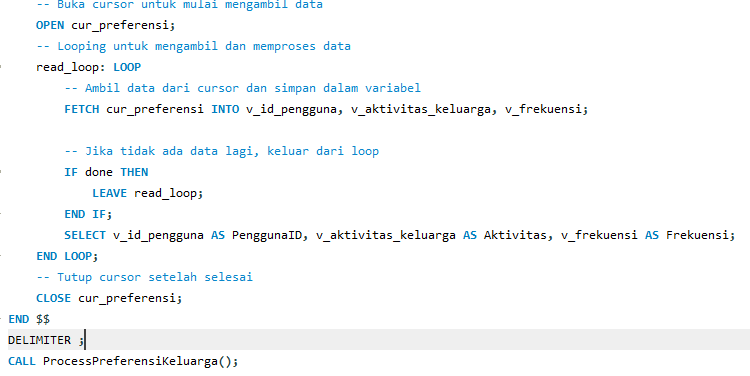 -- Buka cursor untuk mulai mengambil data
OPEN cur_preferensi;
-- Looping untuk mengambil dan memproses data
read_loop: LOOP
-- Ambil data dari cursor dan simpan dalam variabel
FETCH cur_preferensi INTO v_id_pengguna, v_aktivitas_keluarga, v_frekuensi;
-- Jika tidak ada data lagi, keluar dari loop
IF done THEN
LEAVE read_loop;
END IF;
SELECT v_id_pengguna AS PenggunaID, v_aktivitas_keluarga AS Aktivitas, v_frekuensi AS Frekuensi;
END LOOP;
-- Tutup cursor setelah selesai
CLOSE cur_preferensi;
END $$
DELIMITER ;
CALL ProcessPreferensiKeluarga();